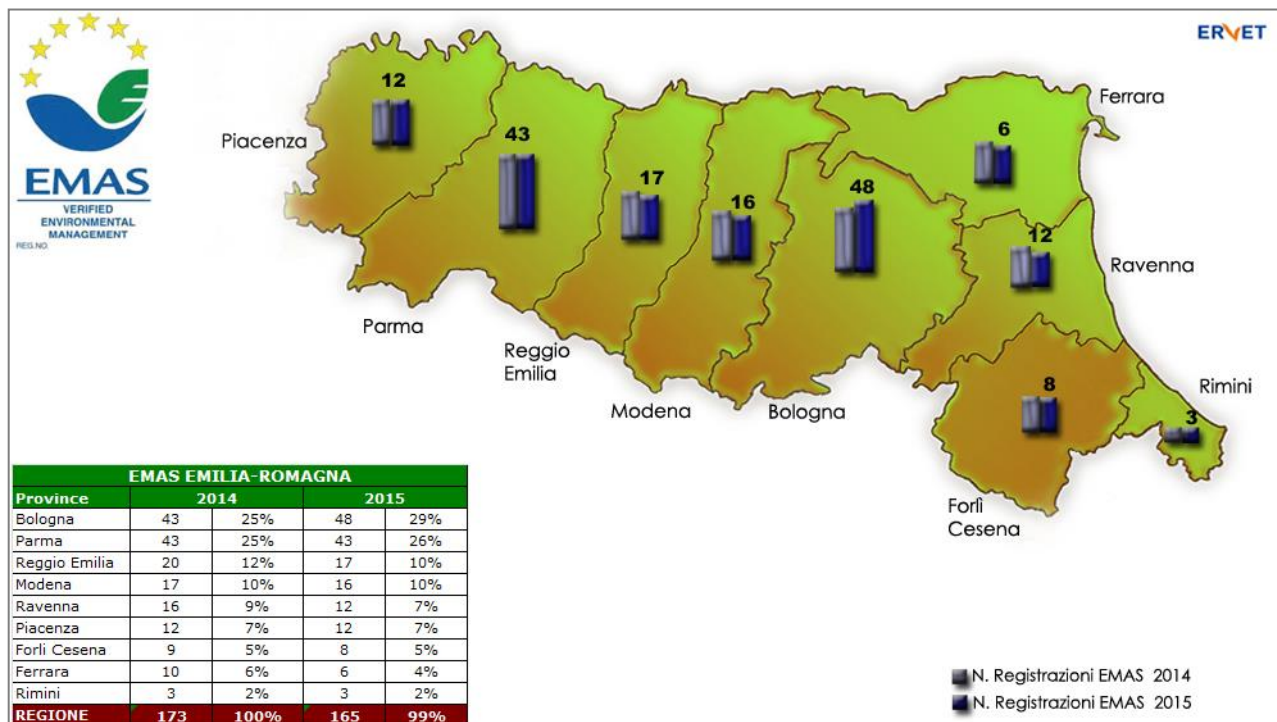 ERVET
EMAS
VERIFIED
ENVIRONMENTAL
MANAGEMENT
REG.NO.
Piacenza
12
Parma
43
Reggio
Emilia
17
Modena
16
Bologna
48
Ferrara
6
Ravenna
12
Forlì
Cesena
8
Rimini
3
EMAS EMILIA-ROMAGNA
Province 2014 2015
Bologna 43 25% 48 29%
Parma 43 25% 43 26%
Reggio Emilia 20 12% 17 10%
Modena 17 10% 16 10%
Ravenna 16 9% 12 7%
Piacenza 12 7% 12 7%
Forli Cesena 9 5% 8 5%
Ferrara 10 6% 6 4%
Rimini 3 2% 3 2%
REGIONE 173 100% 165 99%
N. Registrazioni EMAS 2014
N. Registrazioni EMAS 2015